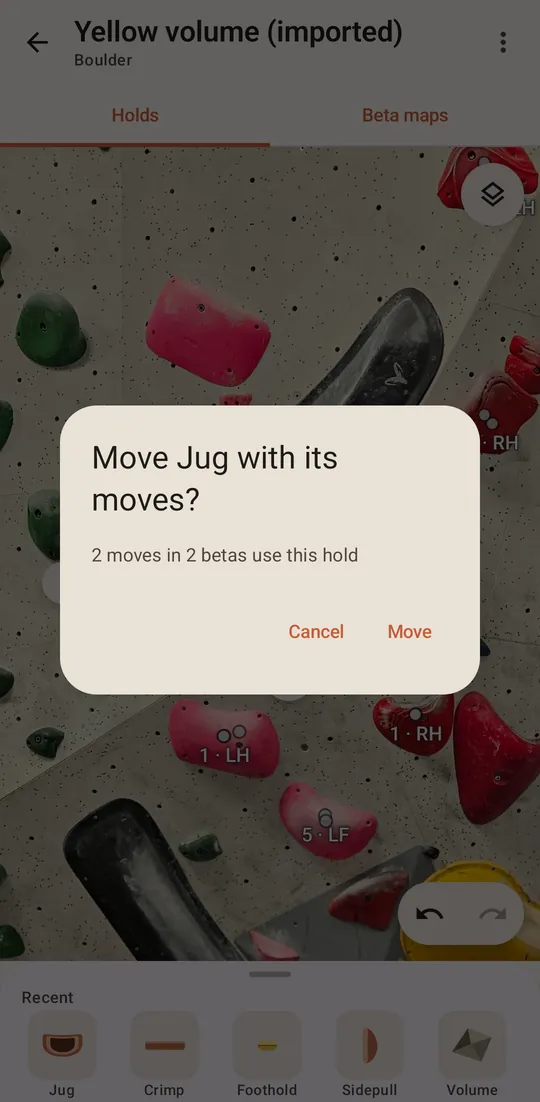 Yellow volume (imported)
Boulder
Holds
Beta maps
LH
· RH
Move Jug with its
moves?
2 moves in 2 betas use this hold
Cancel
Move
1 · LH
1 · RH
5 · LF
Recent
Jug
Crimp
Foothold
Sidepull
Volume